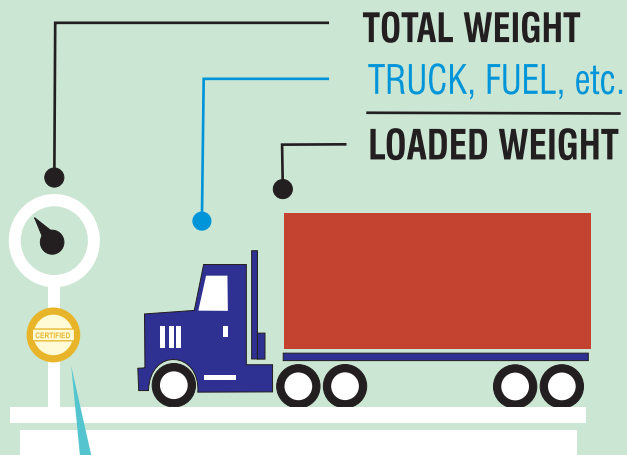 TOTAL WEIGHT
TRUCK, FUEL, etc.
LOADED WEIGHT
CERTIFIED